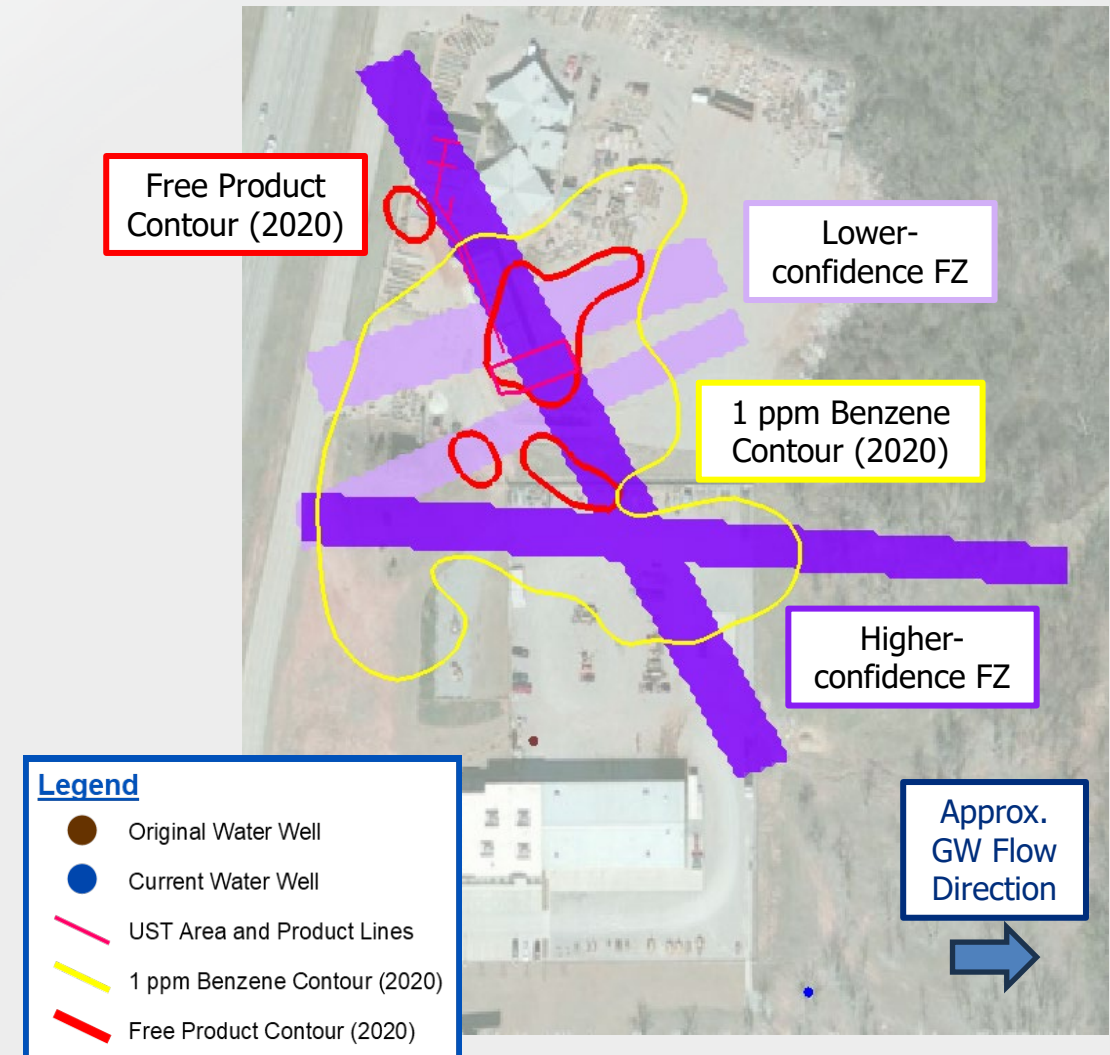 Free Product
Contour (2020)
Lower-
confidence FZ
1 ppm Benzene
Contour (2020)
Higher-
confidence FZ
Approx.
GW Flow
Direction
Legend
Original Water Well
Current Water Well
UST Area and Product Lines
1 ppm Benzene Contour (2020)
Free Product Contour (2020)